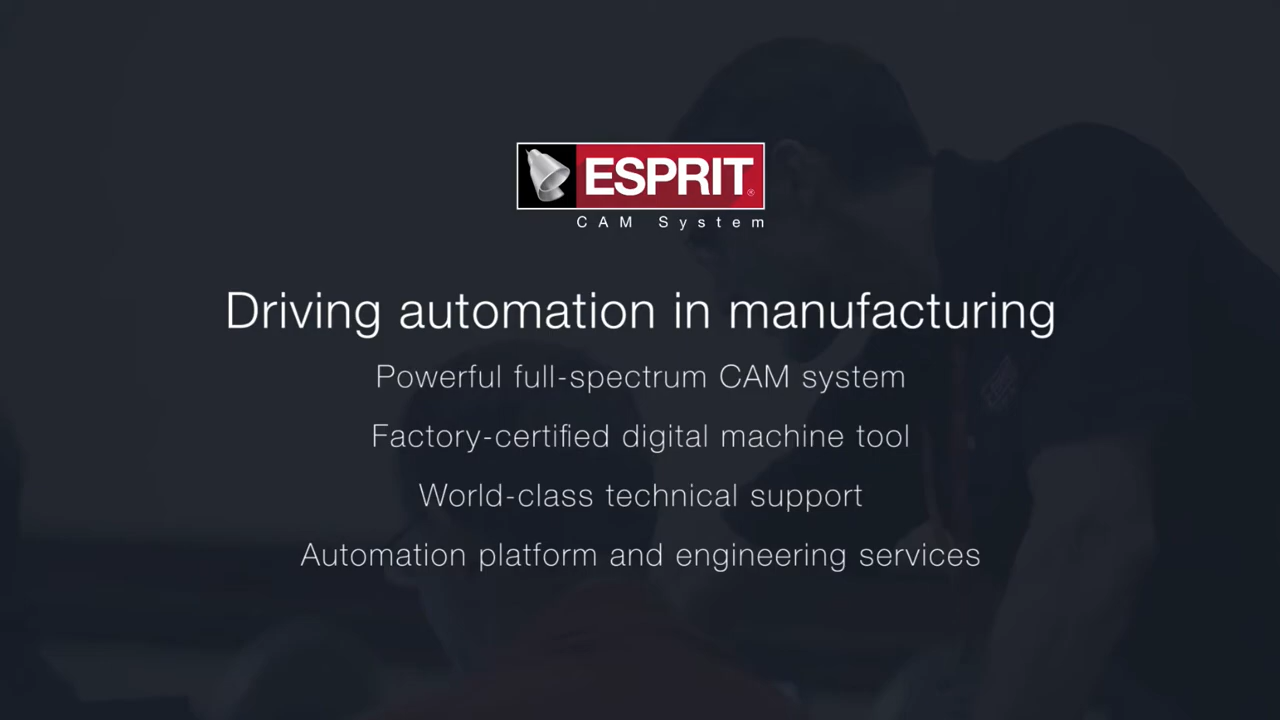 ESPRIT®
CAM System
Driving automation in manufacturing
Powerful full-spectrum CAM system
Factory-certified digital machine tool
World-class technical support
Automation platform and engineering services